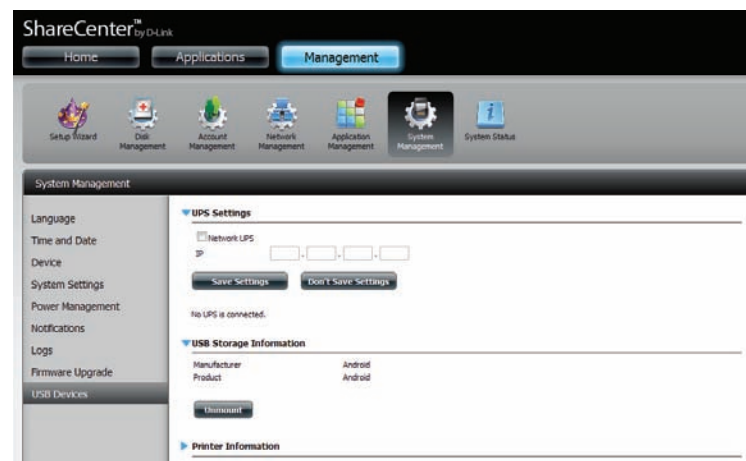 ShareCenter™ by D-Link
Home Applications Management
Setup Wizard Disk Management Account Management Network Management Application Management System Management System Status
System Management
Language
Time and Date
Device
System Settings
Power Management
Notifications
Logs
Firmware Upgrade
USB Devices
UPS Settings
Network UPS
IP . . .
Save Settings Don't Save Settings
No UPS is connected.
USB Storage Information
Manufacturer Android
Product Android
Unmount
Printer Information